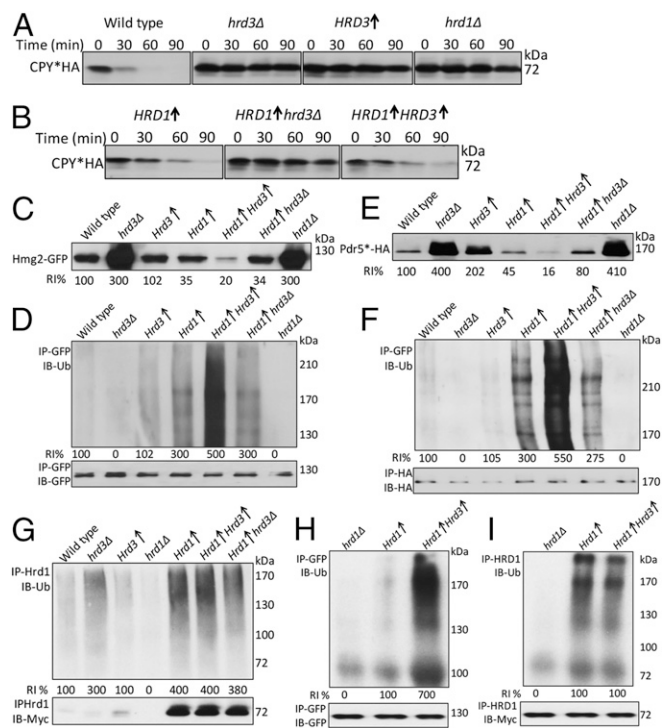 A
Wild type hrd3Δ HRD3↑ hrd1Δ
Time (min) 0 30 60 90 0 30 60 90 0 30 60 90 0 30 60 90 kDa
CPY*HA 72
B
HRD1↑ HRD1↑hrd3Δ HRD1↑HRD3↑
Time (min) 0 30 60 90 0 30 60 90 0 30 60 90 kDa
CPY*HA 72
C
Wild type hrd3Δ Hrd3↑ Hrd1↑ Hrd1↑Hrd3↑ Hrd1↑hrd3Δ hrd1Δ kDa
Hmg2-GFP 130
RI% 100 300 102 35 20 34 300
E
Wild type hrd3Δ Hrd3↑ Hrd1↑ Hrd1↑Hrd3↑ Hrd1↑hrd3Δ hrd1Δ kDa
Pdr5*-HA 170
RI% 100 400 202 45 16 80 410
D
Wild type hrd3Δ Hrd3↑ Hrd1↑ Hrd1↑Hrd3↑ Hrd1↑hrd3Δ hrd1Δ kDa
IP-GFP
IB-Ub
210
170
130
RI% 100 0 102 300 500 300 0
IP-GFP
IB-GFP
130
F
Wild type hrd3Δ Hrd3↑ Hrd1↑ Hrd1↑Hrd3↑ Hrd1↑hrd3Δ hrd1Δ kDa
IP-GFP
IB-Ub
210
170
RI% 100 0 105 300 550 275 0
IP-HA
IB-HA
170
G
Wild type hrd3Δ Hrd3↑ hrd1Δ Hrd1↑ Hrd1↑Hrd3↑ Hrd1↑hrd3Δ kDa
IP-Hrd1
IB-Ub
170
130
100
72
RI % 100 300 100 0 400 400 380
IPHrd1
IB-Myc
72
H
hrd1Δ Hrd1↑ Hrd1↑Hrd3↑ kDa
IP-GFP
IB-Ub
170
130
100
RI % 0 100 700
IP-GFP
IB-GFP
130
I
hrd1Δ Hrd1↑ Hrd1↑Hrd3↑ kDa
IP-HRD1
IB-Ub
170
130
100
72
RI % 0 100 100
IP-HRD1
IB-Myc
72